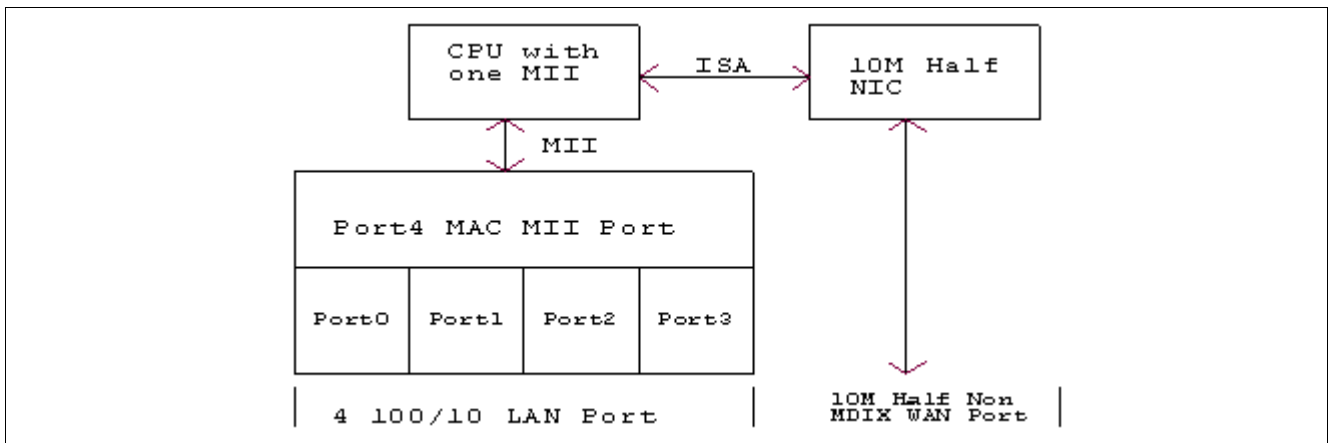 CPU with
one MII
ISA
10M Half
NIC
MII
Port4 MAC MII Port
Port0
Port1
Port2
Port3
4 100/10 LAN Port
10M Half Non
MDIX WAN Port